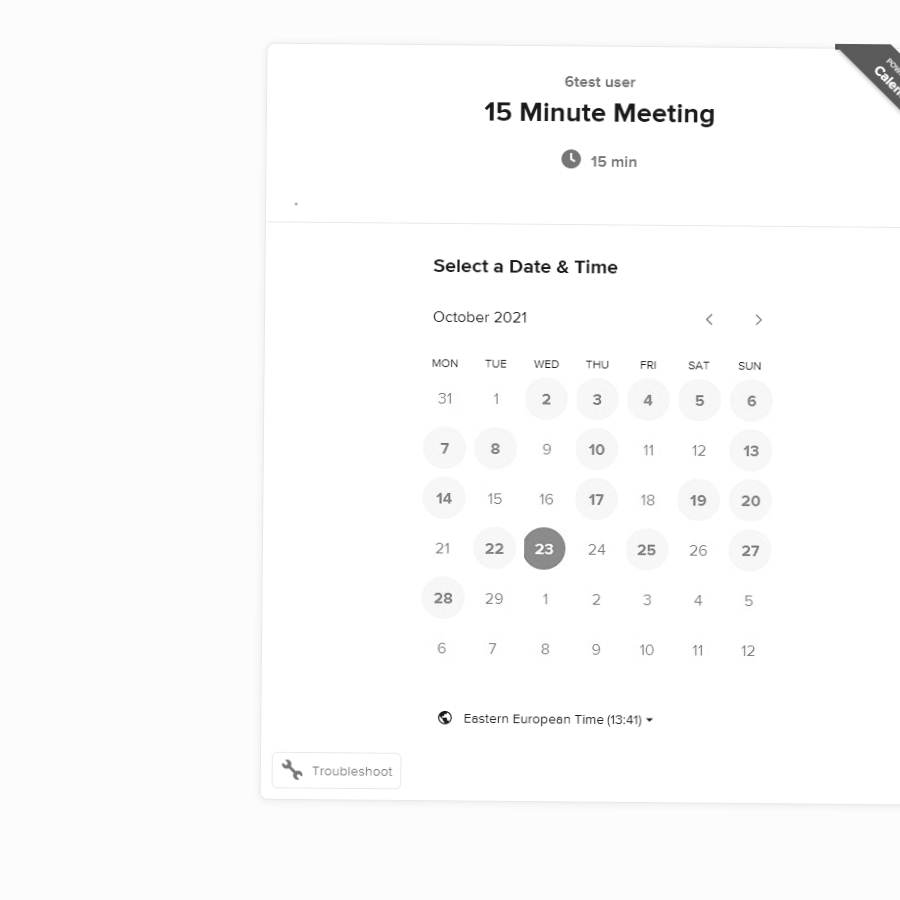 6test user
15 Minute Meeting
15 min
.
Select a Date & Time
October 2021
MON TUE WED THU FRI SAT SUN
31 1 2 3 4 5 6
7 8 9 10 11 12 13
14 15 16 17 18 19 20
21 22 23 24 25 26 27
28 29 1 2 3 4 5
6 7 8 9 10 11 12
Eastern European Time (13:41)
Troubleshoot